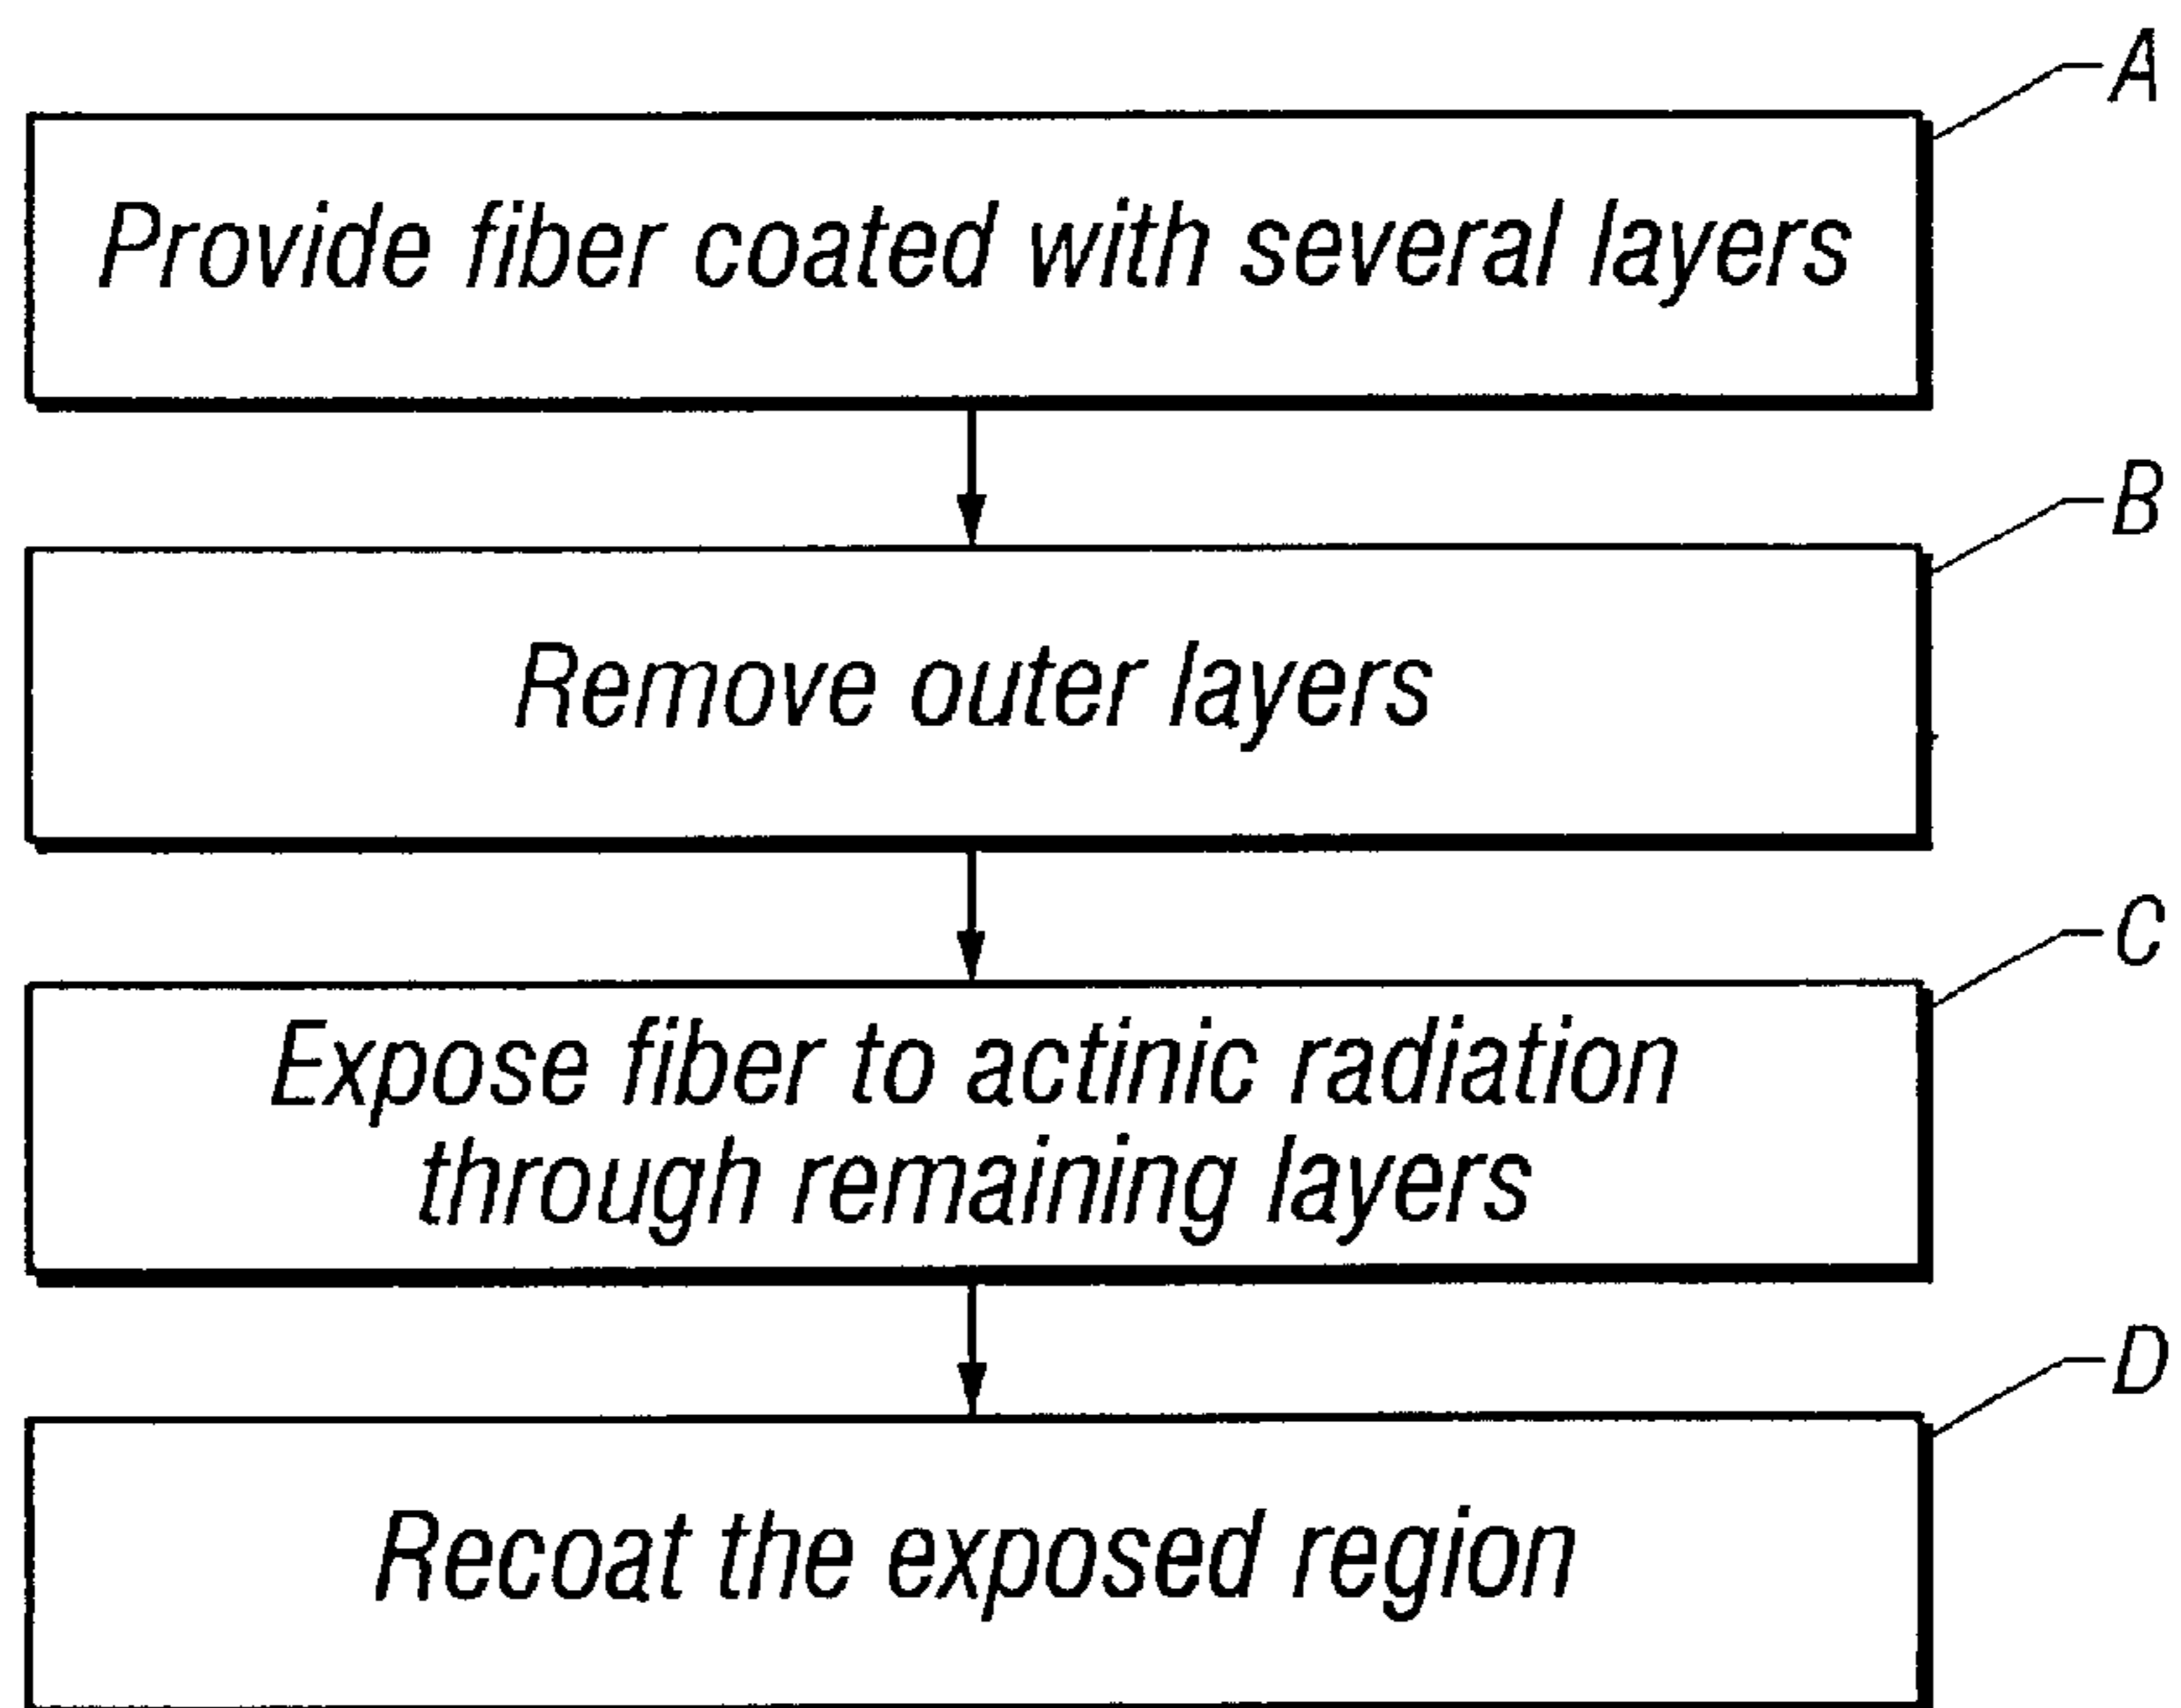 A
Provide fiber coated with several layers
B
Remove outer layers
C
Expose fiber to actinic radiation
through remaining layers
D
Recoat the exposed region